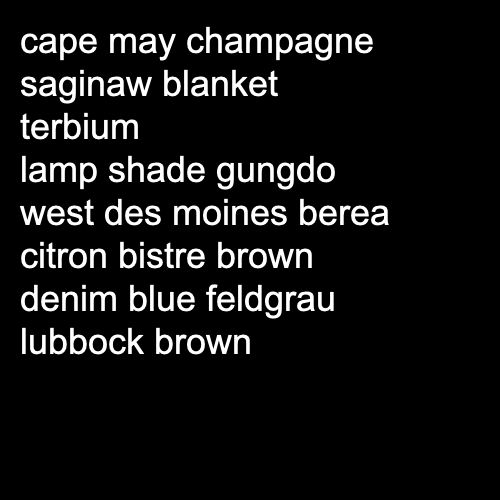 cape may champagne
saginaw blanket
terbium
lamp shade gungdo
west des moines berea
citron bistre brown
denim blue feldgrau
lubbock brown